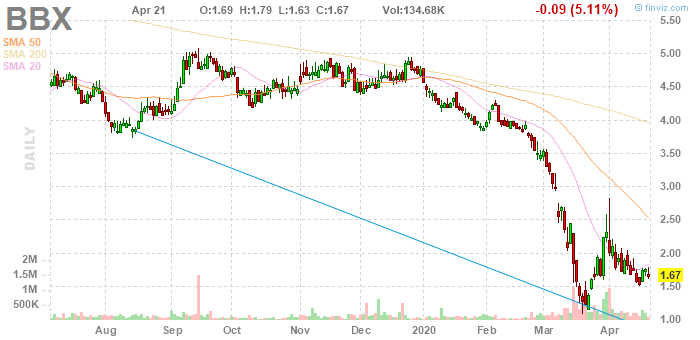 BBX
Apr 21 O:1.69 H:1.79 L:1.63 C:1.67 Vol:134.68K -0.09 (5.11%)
© finviz.com
SMA 50
SMA 200
SMA 20
DAILY
5.50
5.00
4.50
4.00
3.50
3.00
2.50
2.00
1.67
1.50
1.00
2M
1.5M
1M
500K
Aug Sep Oct Nov Dec 2020 Feb Mar Apr